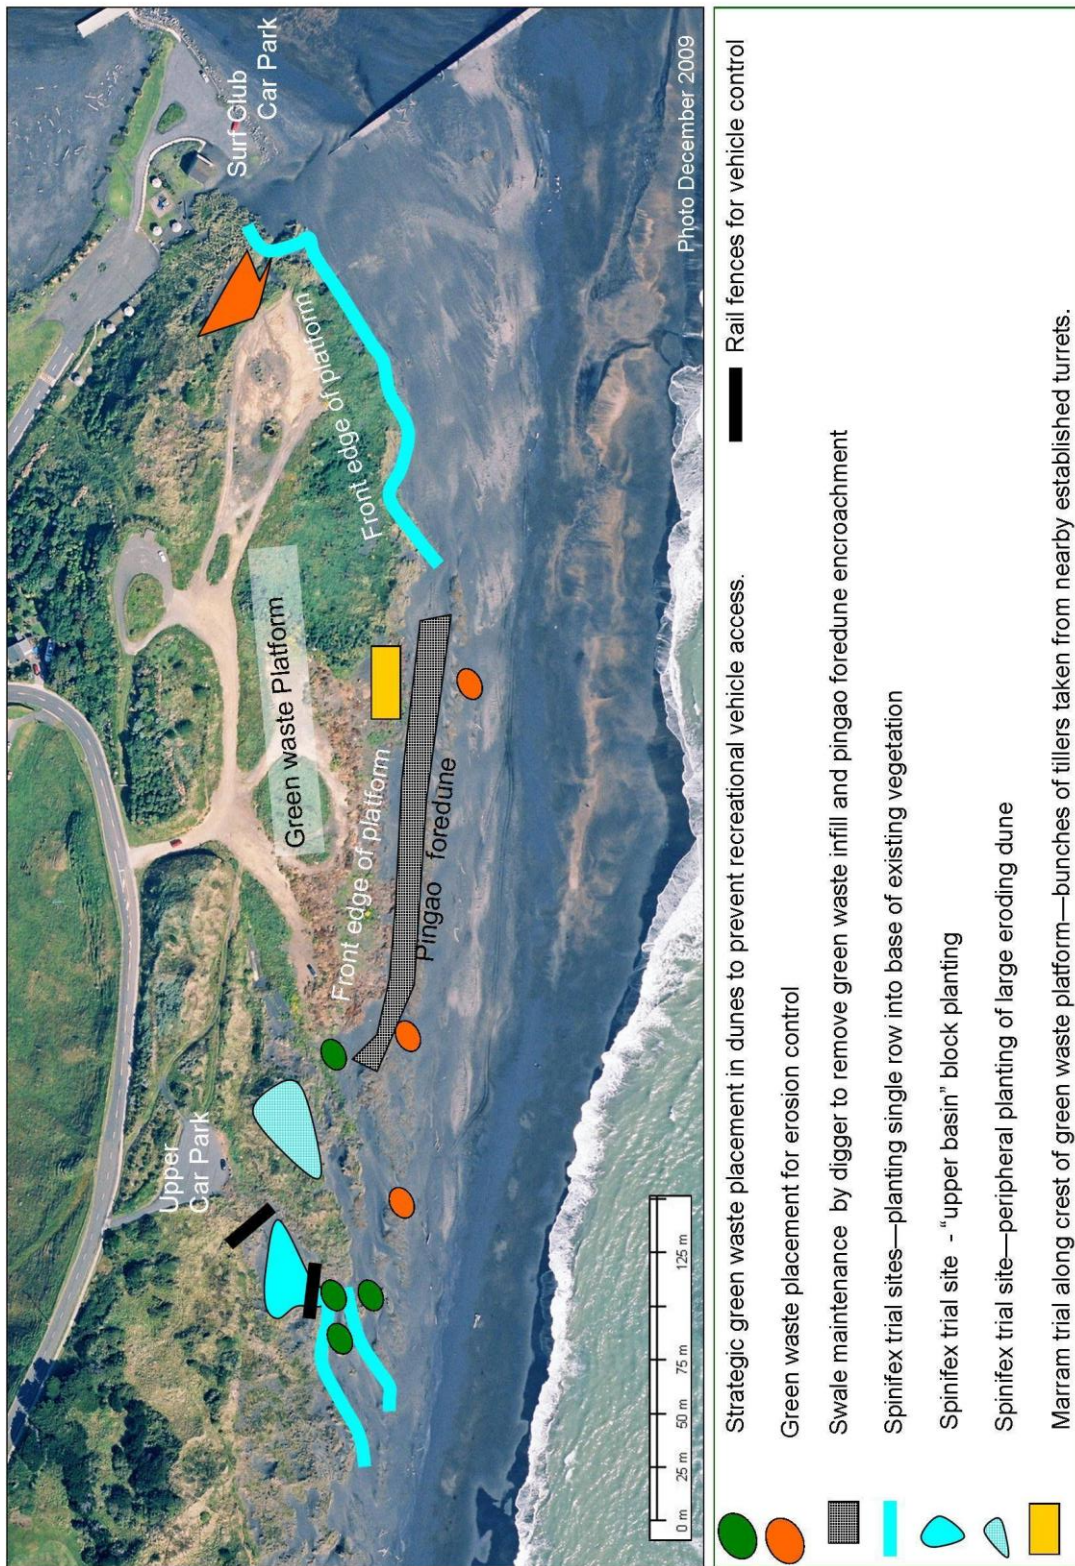 Surf Club
Car Park
Front edge of platform
Green waste Platform
Front edge of platform
Pingao foredune
Upper
Car Park
Photo December 2009
0 m
25 m
50 m
75 m
125 m
Strategic green waste placement in dunes to prevent recreational vehicle access.
Rail fences for vehicle control
Green waste placement for erosion control
Swale maintenance by digger to remove green waste infill and pingao foredune encroachment
Spinifex trial sites—planting single row into base of existing vegetation
Spinifex trial site - “upper basin” block planting
Spinifex trial site—peripheral planting of large eroding dune
Marram trial along crest of green waste platform—bunches of tillers taken from nearby established turrets.